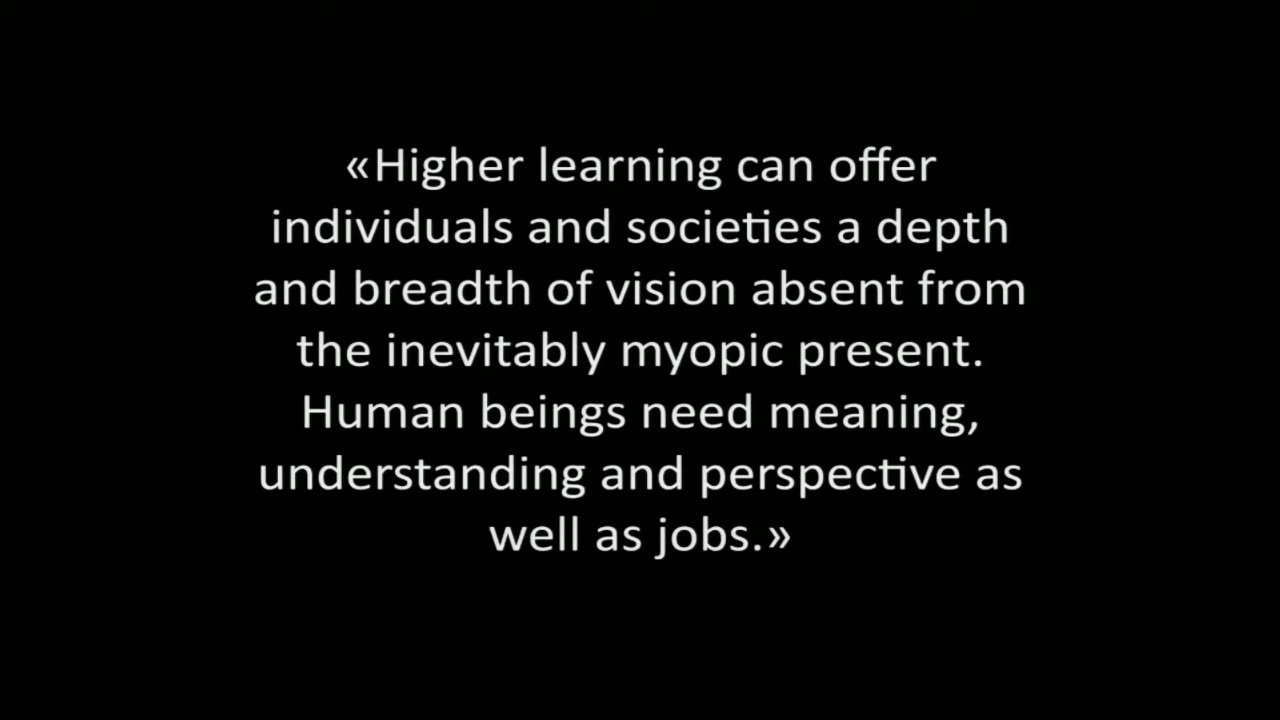 «Higher learning can offer
individuals and societies a depth
and breadth of vision absent from
the inevitably myopic present.
Human beings need meaning,
understanding and perspective as
well as jobs.»